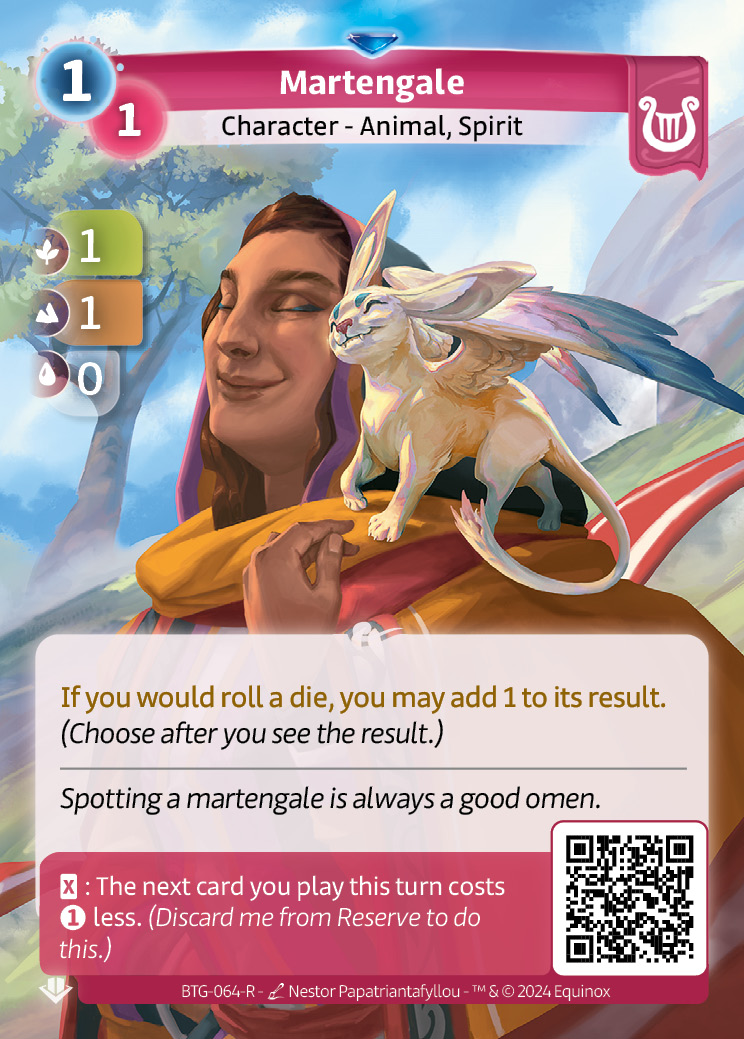 1
Martengale
1
Character - Animal, Spirit
1
1
0
If you would roll a die, you may add 1 to its result.
(Choose after you see the result.)
Spotting a martengale is always a good omen.
X : The next card you play this turn costs
1 less. (Discard me from Reserve to do
this.)
BTG-064-R - Nestor Papatriantafyllou - ™ & © 2024 Equinox